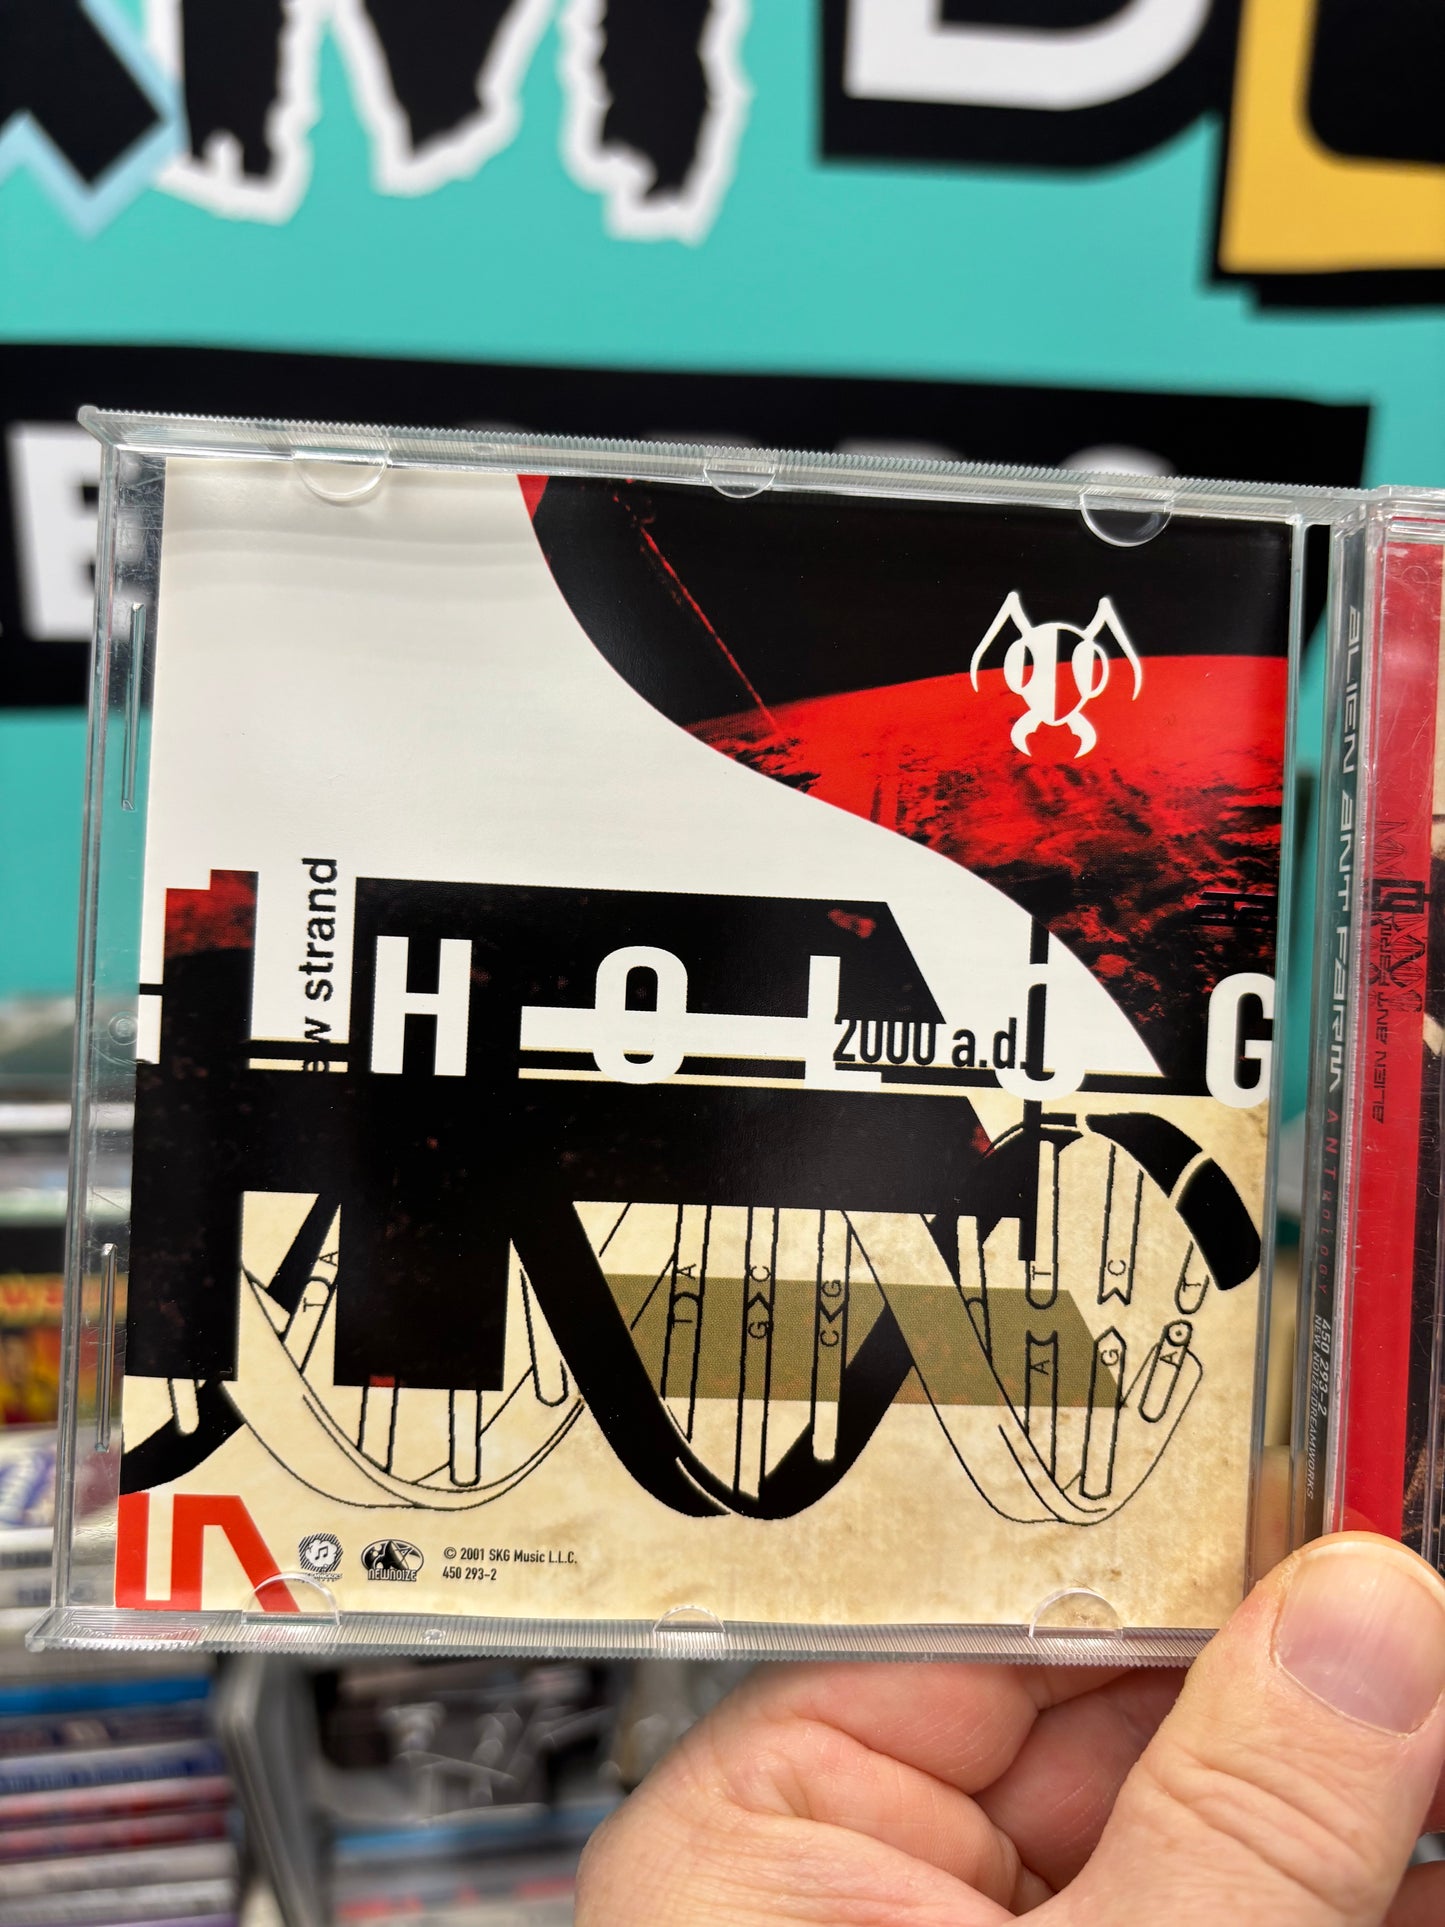 ew strand
HOLOG
2000 a.d.
T A
A
T
C
G
G
C
T
A
C
G
T
A
NEWNOIZE
© 2001 SKG Music L.L.C.
450 293-2
ALIEN ANT FARM ANThology 450 293-2
NEW NOIZE/DREAMWORKS